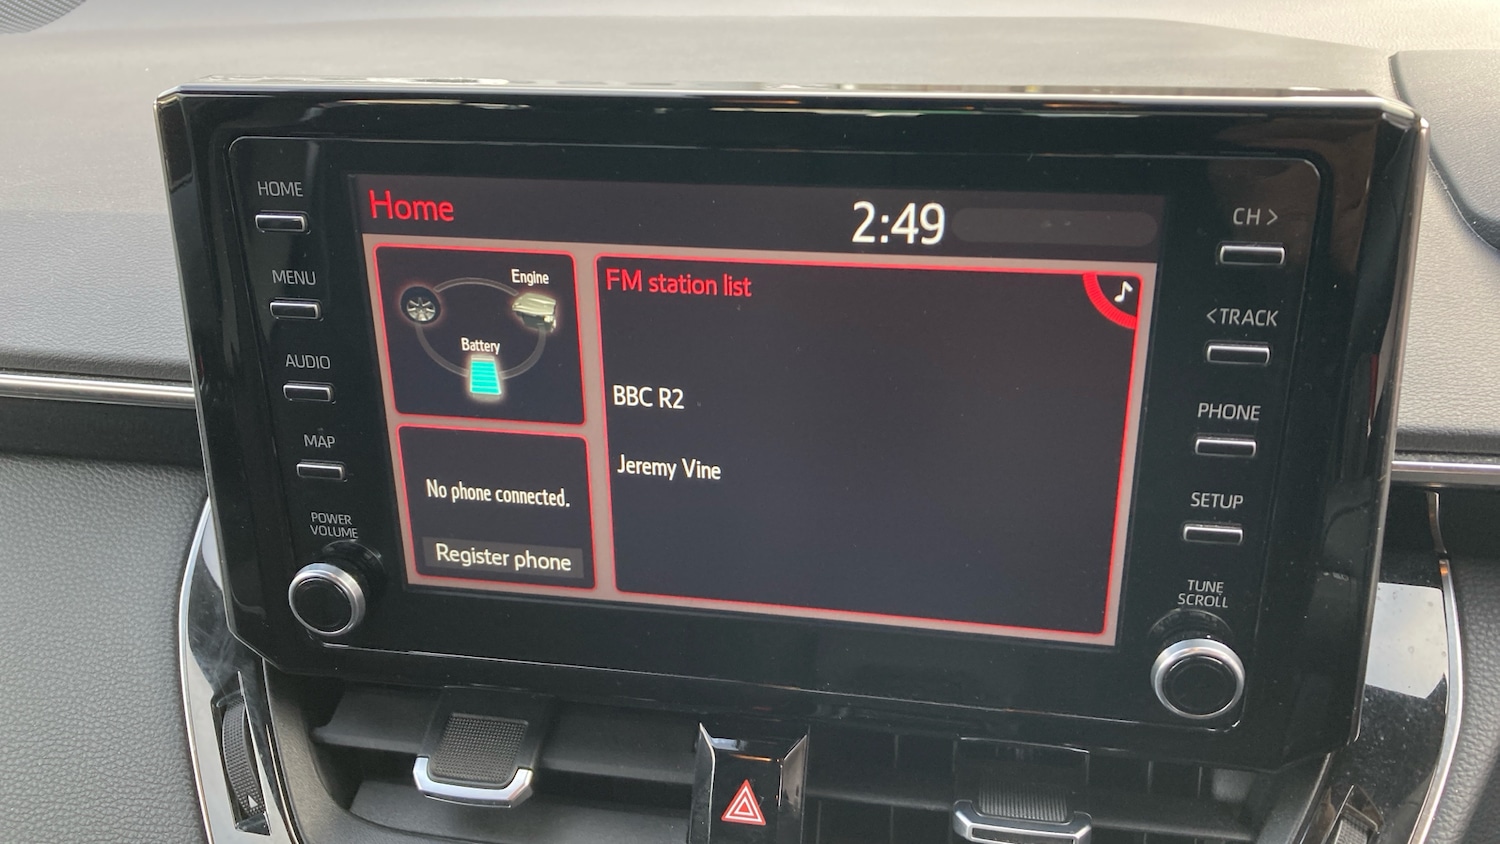 HOME
MENU
AUDIO
MAP
POWER
VOLUME
Home
2:49
Engine
Battery
No phone connected.
Register phone
FM station list
BBC R2
Jeremy Vine
CH >
<TRACK
PHONE
SETUP
TUNE
SCROLL